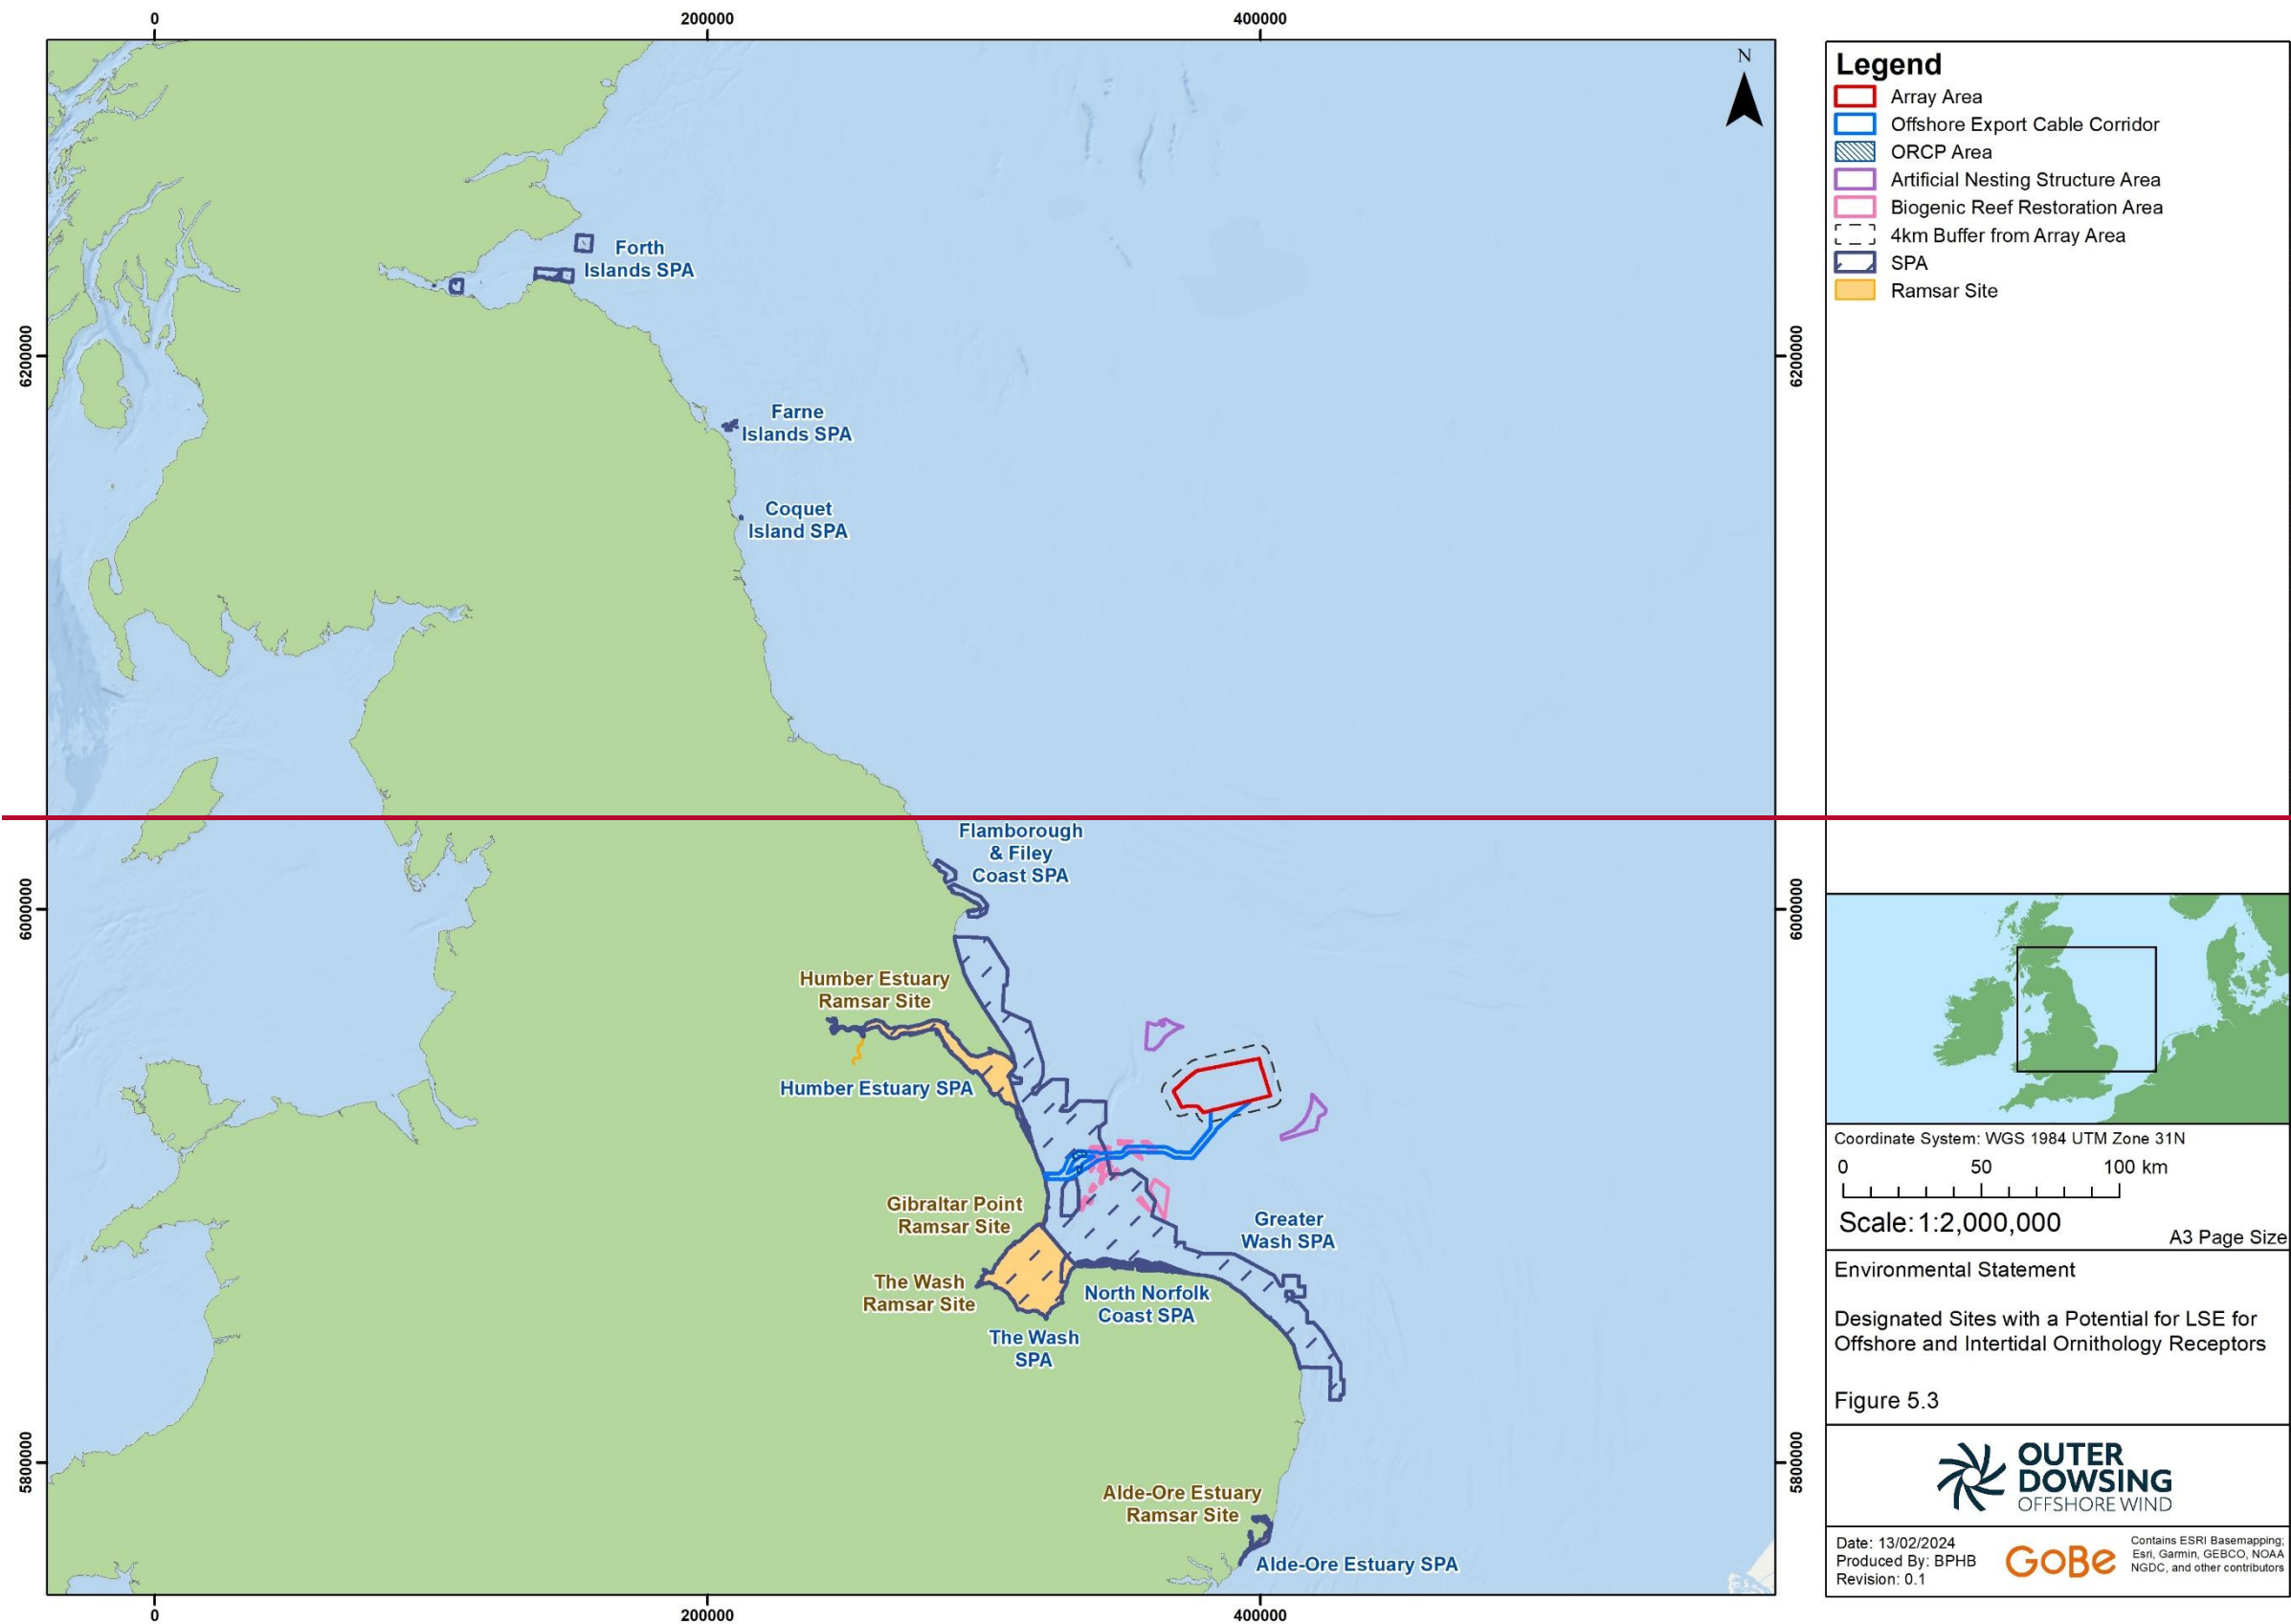 0
200000
400000
6200000
6000000
5800000
N
Forth
Islands SPA
Farne
Islands SPA
Coquet
Island SPA
Flamborough
& Filey
Coast SPA
Humber Estuary
Ramsar Site
Humber Estuary SPA
Gibraltar Point
Ramsar Site
Greater
Wash SPA
The Wash
Ramsar Site
North Norfolk
Coast SPA
The Wash
SPA
Alde-Ore Estuary
Ramsar Site
Alde-Ore Estuary SPA
6200000
6000000
5800000
0
200000
400000
Legend
Array Area
Offshore Export Cable Corridor
ORCP Area
Artificial Nesting Structure Area
Biogenic Reef Restoration Area
4km Buffer from Array Area
SPA
Ramsar Site
Coordinate System: WGS 1984 UTM Zone 31N
0 50 100 km
Scale: 1:2,000,000
A3 Page Size
Environmental Statement
Designated Sites with a Potential for LSE for
Offshore and Intertidal Ornithology Receptors
Figure 5.3
OUTER
DOWSING
OFFSHORE WIND
Date: 13/02/2024
Produced By: BPHB
Revision: 0.1
GoBe
Contains ESRI Basemapping;
Esri, Garmin, GEBCO, NOAA
NGDC, and other contributors